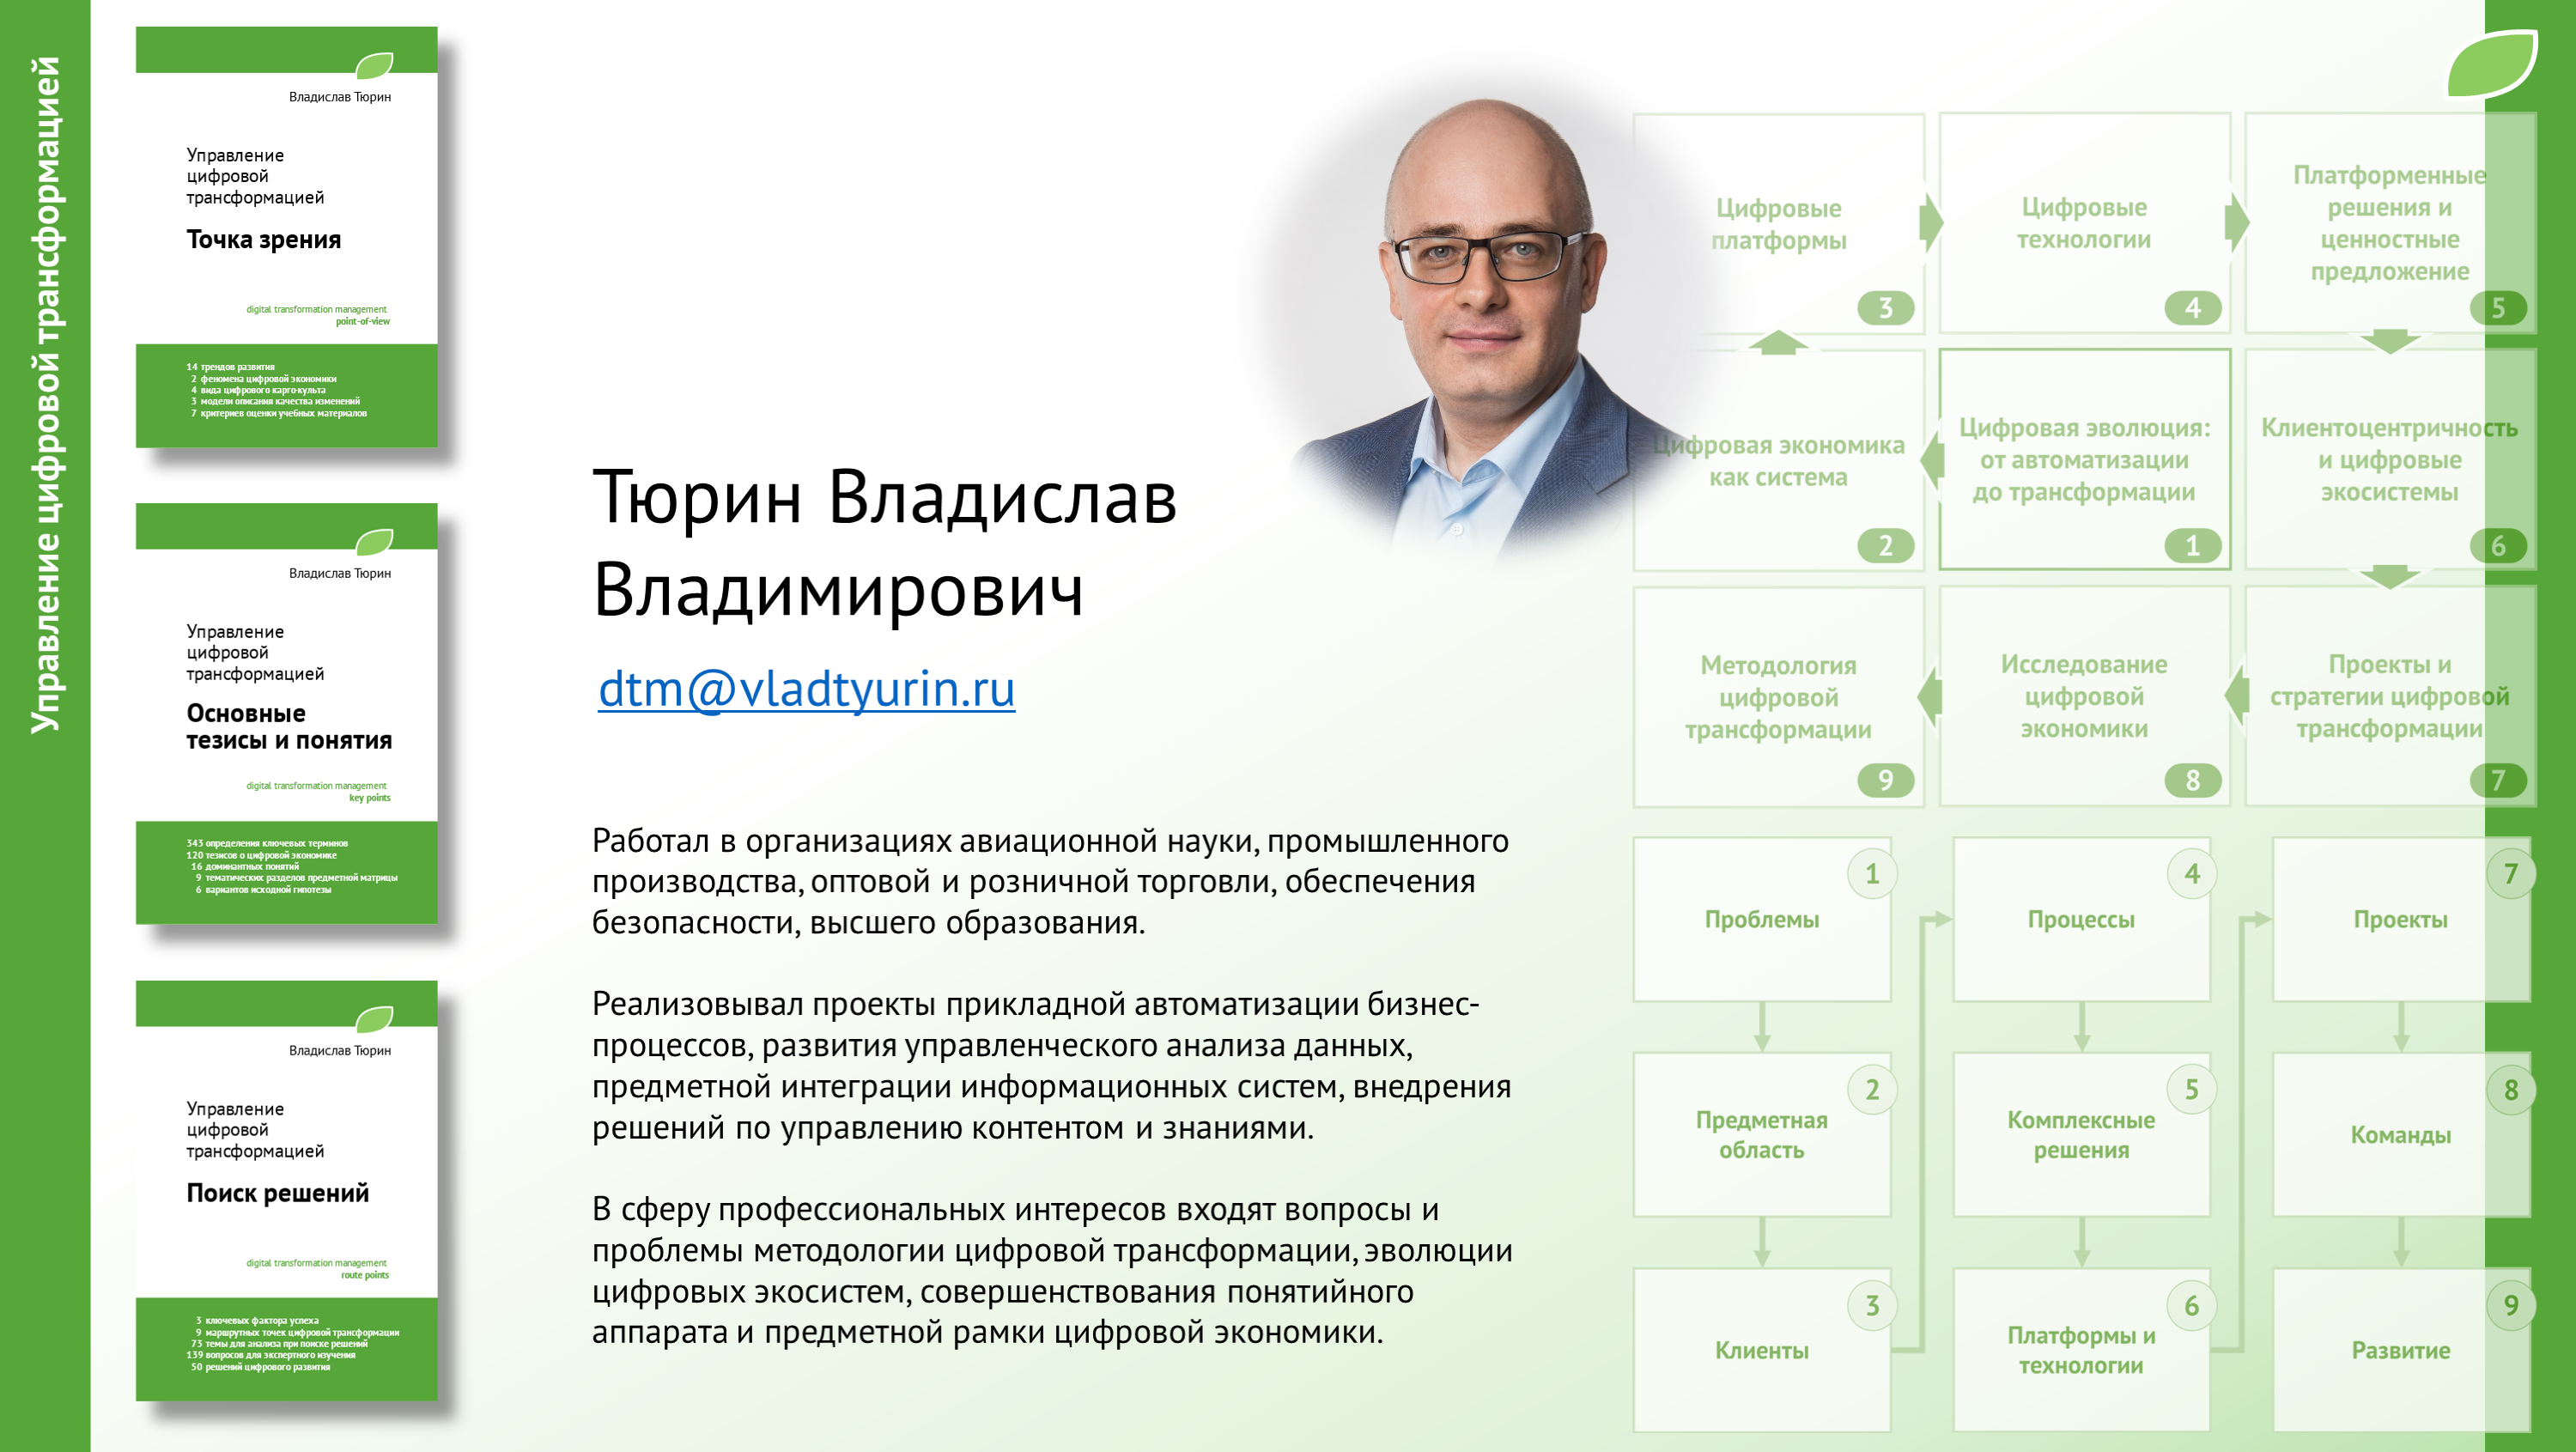 Управление цифровой трансформацией
Владислав Тюрин
Управление
цифровой
трансформацией
Точка зрения
digital transformation management
point-of-view
14 трендов развития
2 феномена цифровой экономики
4 вида цифрового карго-культа
3 модели описания качества изменений
7 критериев оценки учебных материалов
Владислав Тюрин
Управление
цифровой
трансформацией
Основные
тезисы и понятия
digital transformation management
key points
343 определения ключевых терминов
120 тезисов о цифровой экономике
16 доминантных понятий
9 тематических разделов предметной матрицы
6 вариантов исходной гипотезы
Владислав Тюрин
Управление
цифровой
трансформацией
Поиск решений
digital transformation management
route points
3 ключевых фактора успеха
9 маршрутных точек цифровой трансформации
73 темы для анализа при поиске решений
139 вопросов для экспертного изучения
50 решений цифрового развития
Тюрин Владислав
Владимирович
dtm@vladtyurin.ru
Работал в организациях авиационной науки, промышленного
производства, оптовой и розничной торговли, обеспечения
безопасности, высшего образования.
Реализовывал проекты прикладной автоматизации бизнес-
процессов, развития управленческого анализа данных,
предметной интеграции информационных систем, внедрения
решений по управлению контентом и знаниями.
В сферу профессиональных интересов входят вопросы и
проблемы методологии цифровой трансформации, эволюции
цифровых экосистем, совершенствования понятийного
аппарата и предметной рамки цифровой экономики.
Цифровые
платформы
3
Цифровые
технологии
4
Платформенные
решения и
ценностные
предложение
5
Цифровая экономика
как система
2
Цифровая эволюция:
от автоматизации
до трансформации
1
Клиентоцентричность
и цифровые
экосистемы
6
Методология
цифровой
трансформации
9
Исследование
цифровой
экономики
8
Проекты и
стратегии цифровой
трансформации
7
1
Проблемы
4
Процессы
7
Проекты
2
Предметная
область
5
Комплексные
решения
8
Команды
3
Клиенты
6
Платформы и
технологии
9
Развитие